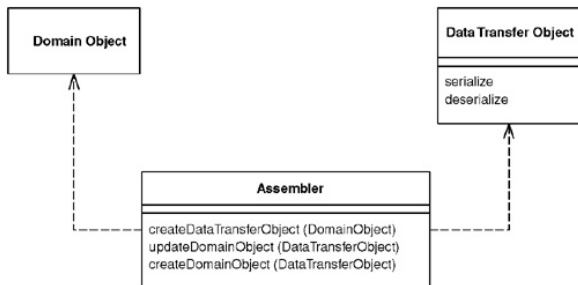 Domain Object
Data Transfer Object
serialize
deserialize
Assembler
createDataTransferObject (DomainObject)
updateDomainObject (DataTransferObject)
createDomainObject (DataTransferObject)